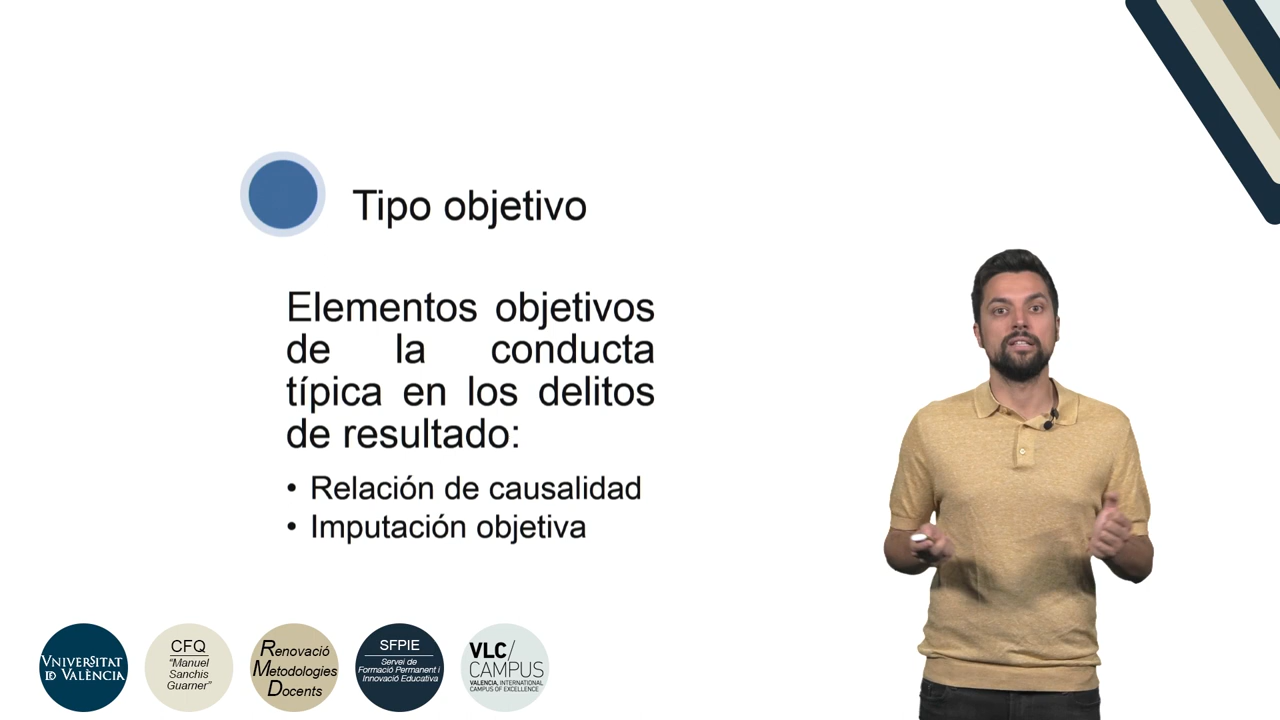 Tipo objetivo
Elementos objetivos
de la conducta
típica en los delitos
de resultado:
• Relación de causalidad
• Imputación objetiva
VNIVERSITAT
ID VALÈNCIA
CFQ
"Manuel
Sanchis
Guarner"
Renovació
Metodologies
Docents
SFPIE
Servei de
Formació Permanent i
Innovació Educativa
VLC/
CAMPUS
VALENCIA, INTERNATIONAL
CAMPUS OF EXCELLENCE